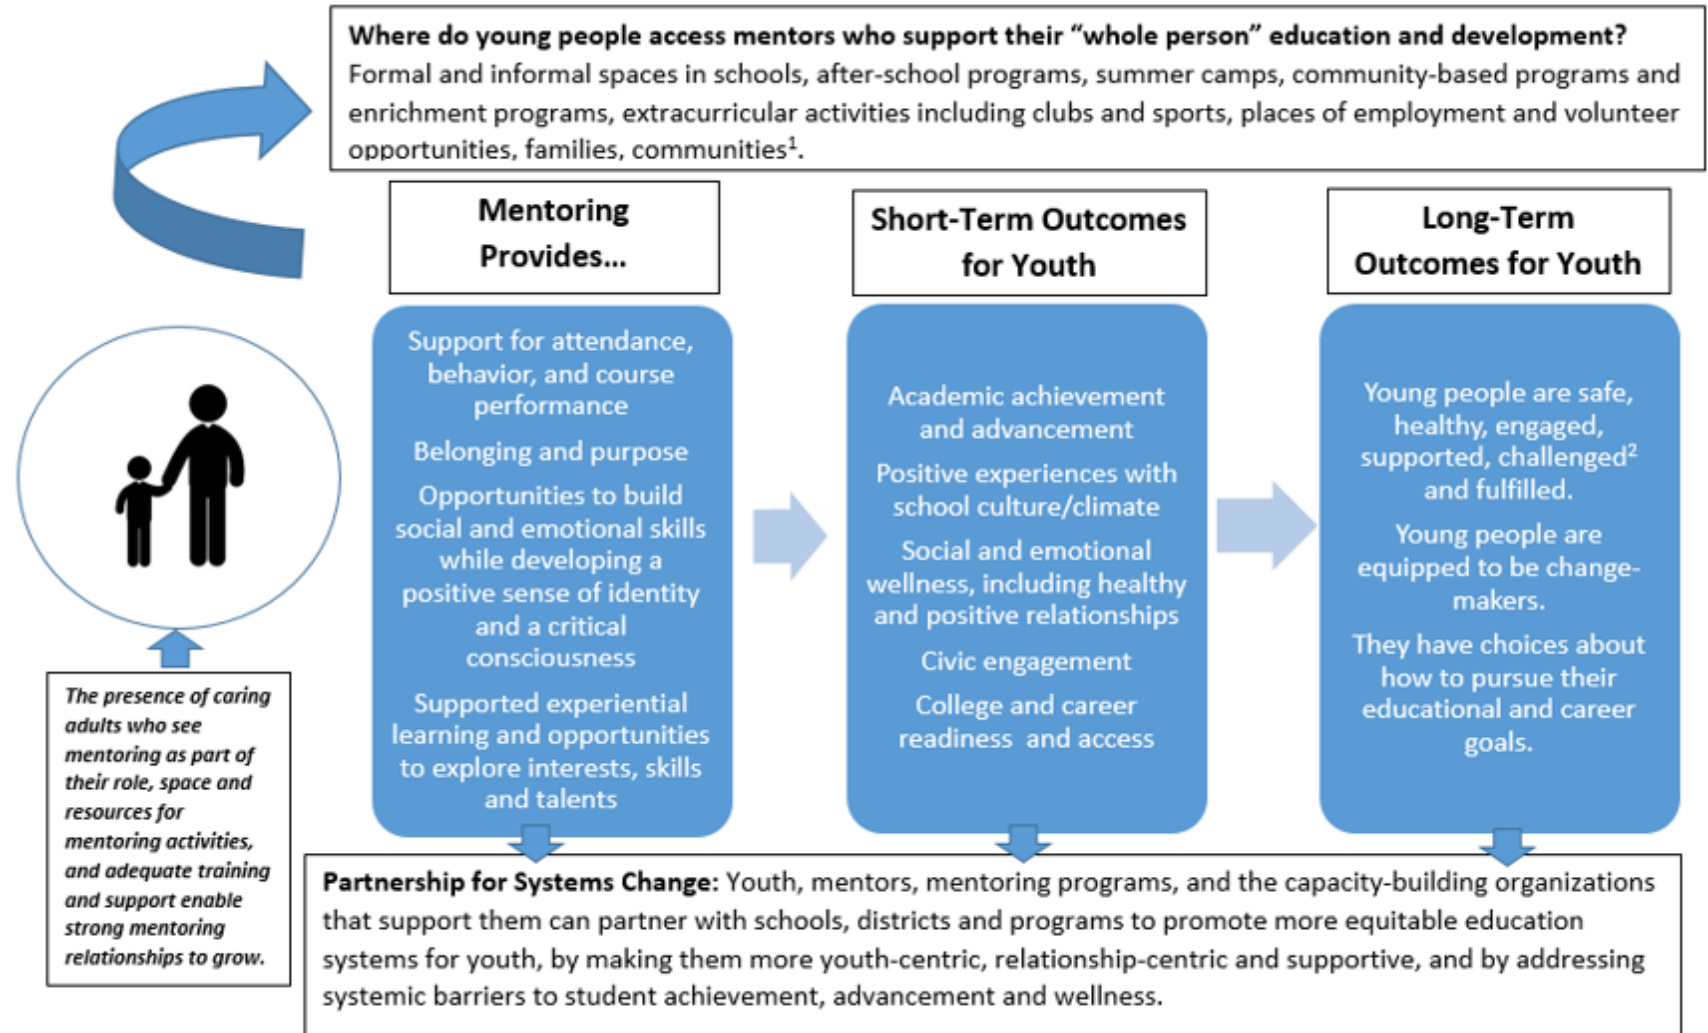 Where do young people access mentors who support their “whole person” education and development?
Formal and informal spaces in schools, after-school programs, summer camps, community-based programs and
enrichment programs, extracurricular activities including clubs and sports, places of employment and volunteer
opportunities, families, communities¹.
Mentoring
Provides...
Short-Term Outcomes
for Youth
Long-Term
Outcomes for Youth
Support for attendance,
behavior, and course
performance
Belonging and purpose
Opportunities to build
social and emotional skills
while developing a
positive sense of identity
and a critical
consciousness
Supported experiential
learning and opportunities
to explore interests, skills
and talents
Academic achievement
and advancement
Positive experiences with
school culture/climate
Social and emotional
wellness, including healthy
and positive relationships
Civic engagement
College and career
readiness and access
Young people are safe,
healthy, engaged,
supported, challenged²
and fulfilled.
Young people are
equipped to be change-
makers.
They have choices about
how to pursue their
educational and career
goals.
The presence of caring
adults who see
mentoring as part of
their role, space and
resources for
mentoring activities,
and adequate training
and support enable
strong mentoring
relationships to grow.
Partnership for Systems Change: Youth, mentors, mentoring programs, and the capacity-building organizations
that support them can partner with schools, districts and programs to promote more equitable education
systems for youth, by making them more youth-centric, relationship-centric and supportive, and by addressing
systemic barriers to student achievement, advancement and wellness.